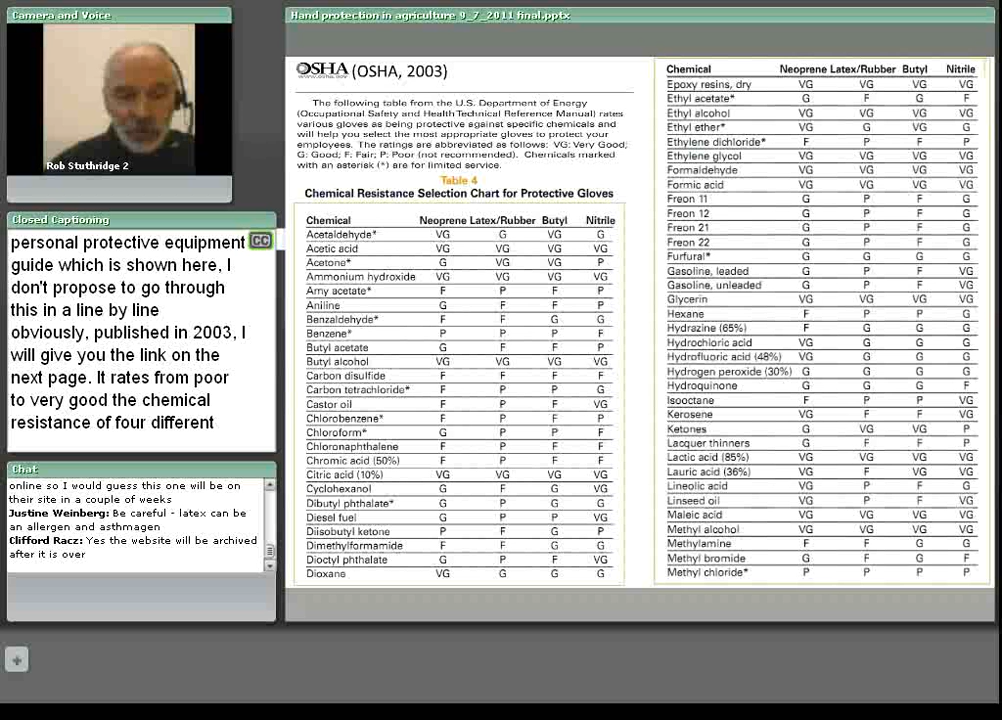 Camera and Voice
Rob Stuthridge 2
Closed Captioning
personal protective equipment
CC
guide which is shown here, I
don't propose to go through
this in a line by line
obviously, published in 2003, I
will give you the link on the
next page. It rates from poor
to very good the chemical
resistance of four different
Chat
online so I would guess this one will be on
their site in a couple of weeks
Justine Weinberg: Be careful - latex can be
an allergen and asthmagen
Clifford Racz: Yes the website will be archived
after it is over
Hand protection in agriculture 9_7_2011 final.pptx
OSHA (OSHA, 2003)
The following table from the U.S. Department of Energy
(Occupational Safety and Health Technical Reference Manual) rates
various gloves as being protective against specific chemicals and
will help you select the most appropriate gloves to protect your
employees. The ratings are abbreviated as follows: VG: Very Good;
G: Good; F: Fair; P: Poor (not recommended). Chemicals marked
with an asterisk (*) are for limited service.
Table 4
Chemical Resistance Selection Chart for Protective Gloves
Chemical Neoprene Latex/Rubber Butyl Nitrile
Acetaldehyde* VG G VG G
Acetic acid VG VG VG VG
Acetone* G VG VG P
Ammonium hydroxide VG VG VG VG
Amy acetate* F P F P
Aniline G F F P
Benzaldehyde* F F G G
Benzene* P P P F
Butyl acetate G F F P
Butyl alcohol VG VG VG VG
Carbon disulfide F F F F
Carbon tetrachloride* F P P G
Castor oil F P F VG
Chlorobenzene* F P F P
Chloroform* G P P F
Chloronaphthalene F P F F
Chromic acid (50%) F P F F
Citric acid (10%) VG VG VG VG
Cyclohexanol G F G VG
Dibutyl phthalate* G P G G
Diesel fuel G P P VG
Diisobutyl ketone P F G P
Dimethylformamide F F G G
Dioctyl phthalate G P F VG
Dioxane VG G G G
Chemical Neoprene Latex/Rubber Butyl Nitrile
Epoxy resins, dry VG VG VG VG
Ethyl acetate* G F G F
Ethyl alcohol VG VG VG VG
Ethyl ether* VG G VG G
Ethylene dichloride* F P F P
Ethylene glycol VG VG VG VG
Formaldehyde VG VG VG VG
Formic acid VG VG VG VG
Freon 11 G P F G
Freon 12 G P F G
Freon 21 G P F G
Freon 22 G P F G
Furfural* G G G G
Gasoline, leaded G P F VG
Gasoline, unleaded G P F VG
Glycerin VG VG VG VG
Hexane F P P G
Hydrazine (65%) F G G G
Hydrochloric acid VG G G G
Hydrofluoric acid (48%) VG G G G
Hydrogen peroxide (30%) G G G G
Hydroquinone G G G F
Isooctane F P P VG
Kerosene VG F F VG
Ketones G VG VG P
Lacquer thinners G F F P
Lactic acid (85%) VG VG VG VG
Lauric acid (36%) VG F VG VG
Lineolic acid VG P F G
Linseed oil VG P F VG
Maleic acid VG VG VG VG
Methyl alcohol VG VG VG VG
Methylamine F F G G
Methyl bromide G F G F
Methyl chloride* P P P P